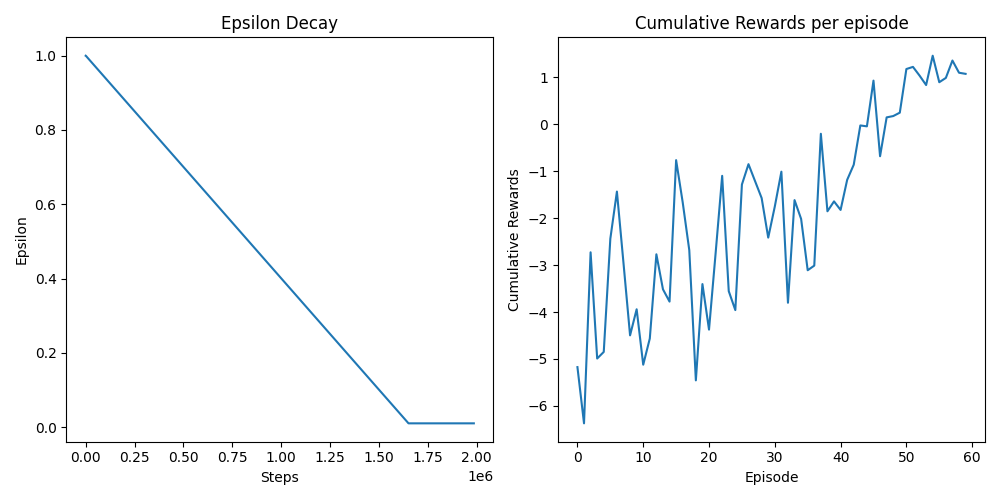 Epsilon Decay
Epsilon
1.0
0.8
0.6
0.4
0.2
0.0
0.00 0.25 0.50 0.75 1.00 1.25 1.50 1.75 2.00
1e6
Steps
Cumulative Rewards per episode
Cumulative Rewards
1
0
−1
−2
−3
−4
−5
−6
0 10 20 30 40 50 60
Episode